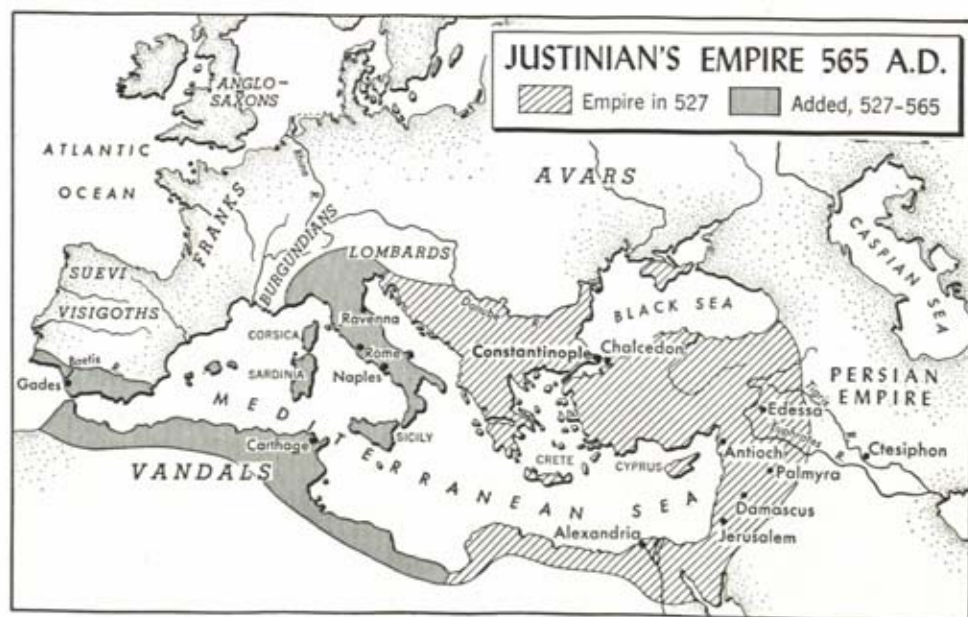 JUSTINIAN'S EMPIRE 565 A.D.
Empire in 527
Added, 527-565
ANGLO-
SAXONS
ATLANTIC
OCEAN
Rhine R.
FRANKS
BURGUNDIANS
LOMBARDS
AVARS
CASPIAN SEA
SUEVI
VISIGOTHS
Baetis R.
Gades
CORSICA
SARDINIA
Ravenna
Rome
Naples
SICILY
Danube R.
BLACK SEA
Constantinople
Chalcedon
PERSIAN
EMPIRE
Tigris R.
Edessa
Euphrates R.
Ctesiphon
Antioch
Palmyra
Damascus
Jerusalem
CRETE
CYPRUS
MEDITERRANEAN SEA
Carthage
VANDALS
Alexandria